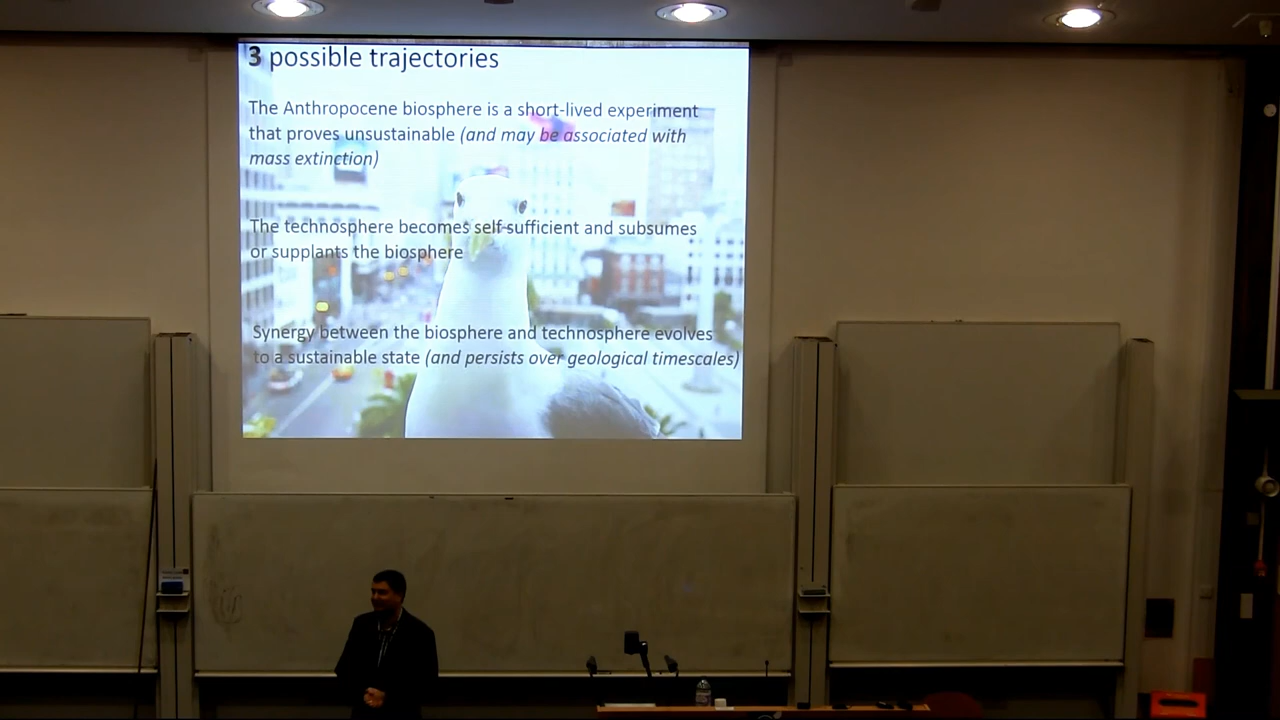 3 possible trajectories
The Anthropocene biosphere is a short-lived experiment
that proves unsustainable (and may be associated with
mass extinction)
The technosphere becomes self-sufficient and subsumes
or supplants the biosphere
Synergy between the biosphere and technosphere evolves
to a sustainable state (and persists over geological timescales)